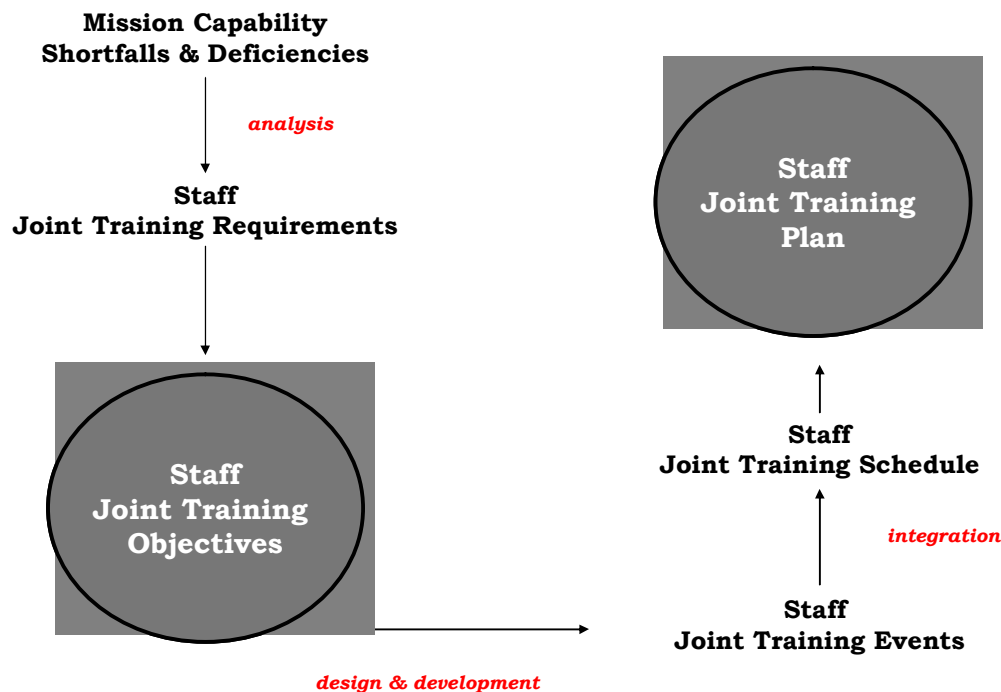 Mission Capability
Shortfalls & Deficiencies
analysis
Staff
Joint Training Requirements
Staff
Joint Training
Objectives
design & development
Staff
Joint Training Events
integration
Staff
Joint Training Schedule
Staff
Joint Training
Plan